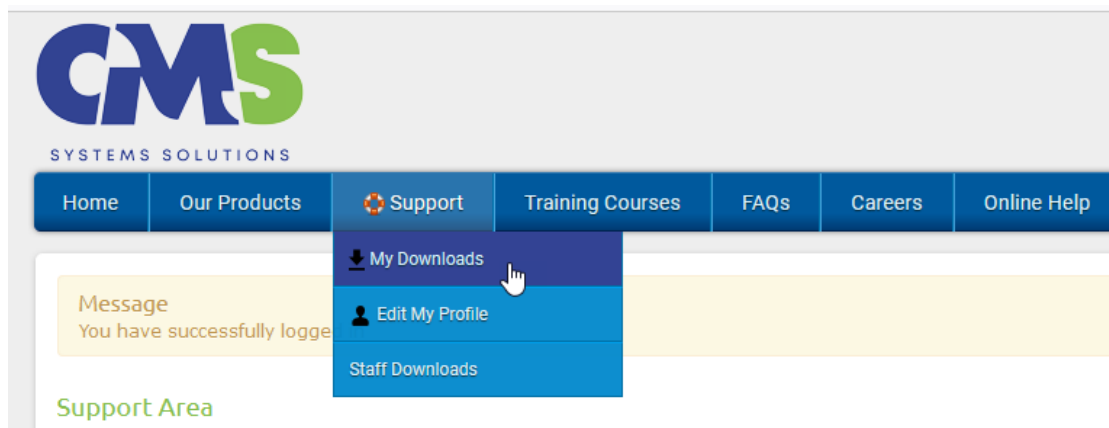 CMS
SYSTEMS SOLUTIONS
Home Our Products Support Training Courses FAQs Careers Online Help
My Downloads
Edit My Profile
Staff Downloads
Message
You have successfully logge
Support Area